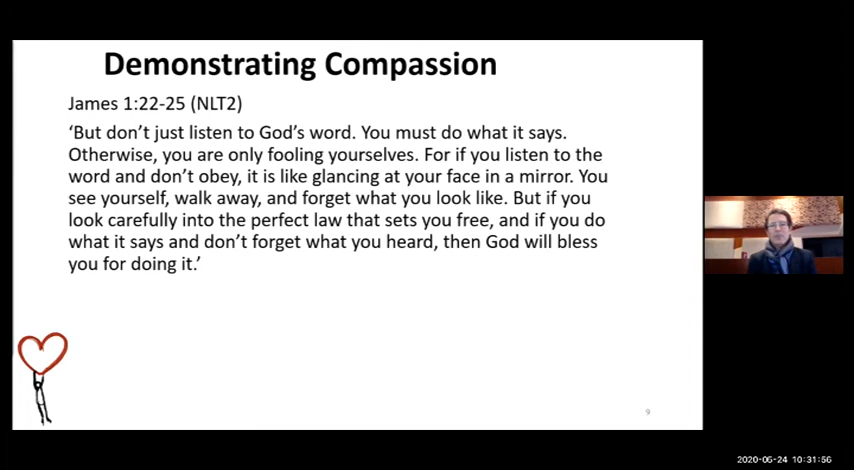 Demonstrating Compassion
James 1:22-25 (NLT2)
‘But don’t just listen to God’s word. You must do what it says.
Otherwise, you are only fooling yourselves. For if you listen to the
word and don’t obey, it is like glancing at your face in a mirror. You
see yourself, walk away, and forget what you look like. But if you
look carefully into the perfect law that sets you free, and if you do
what it says and don’t forget what you heard, then God will bless
you for doing it.’
9
2020-05-24 10:31:56